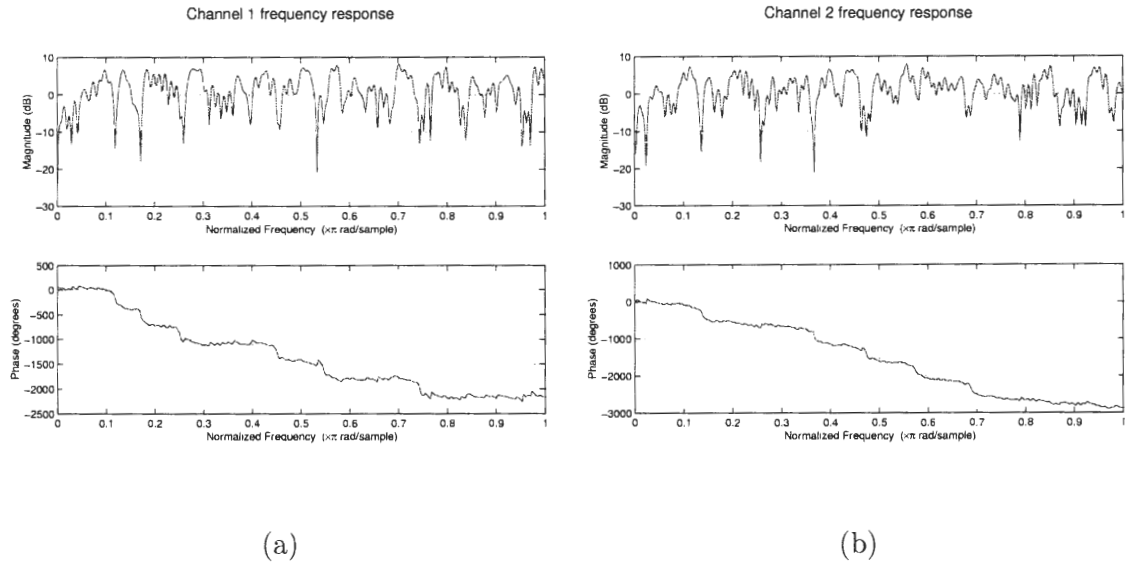 Channel 1 frequency response
10
0
−10
−20
−30
Magnitude (dB)
0 0.1 0.2 0.3 0.4 0.5 0.6 0.7 0.8 0.9 1
Normalized Frequency (×π rad/sample)
500
0
−500
−1000
−1500
−2000
−2500
Phase (degrees)
0 0.1 0.2 0.3 0.4 0.5 0.6 0.7 0.8 0.9 1
Normalized Frequency (×π rad/sample)
(a)
Channel 2 frequency response
10
0
−10
−20
−30
Magnitude (dB)
0 0.1 0.2 0.3 0.4 0.5 0.6 0.7 0.8 0.9 1
Normalized Frequency (×π rad/sample)
1000
0
−1000
−2000
−3000
Phase (degrees)
0 0.1 0.2 0.3 0.4 0.5 0.6 0.7 0.8 0.9 1
Normalized Frequency (×π rad/sample)
(b)